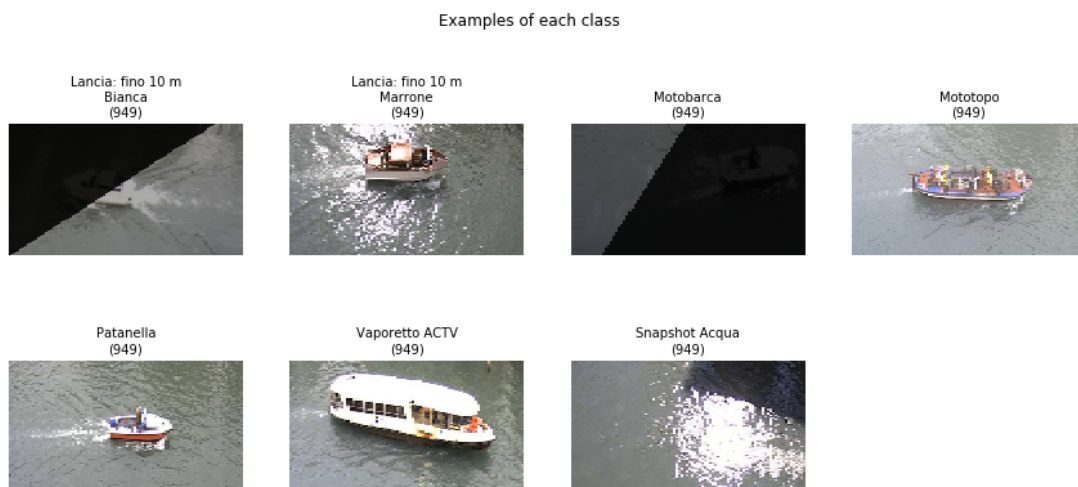 Examples of each class
Lancia: fino 10 m
Bianca
(949)
Lancia: fino 10 m
Marrone
(949)
Motobarca
(949)
Mototopo
(949)
Patanella
(949)
Vaporetto ACTV
(949)
Snapshot Acqua
(949)